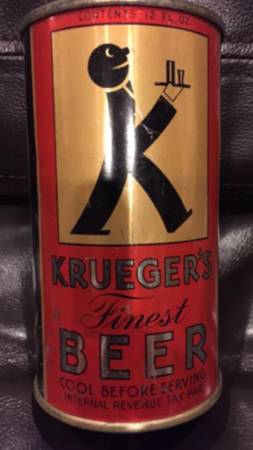 CONTENTS 12 FL. OZ.
KRUEGER'S
Finest
BEER
COOL BEFORE SERVING
INTERNAL REVENUE TAX PAID